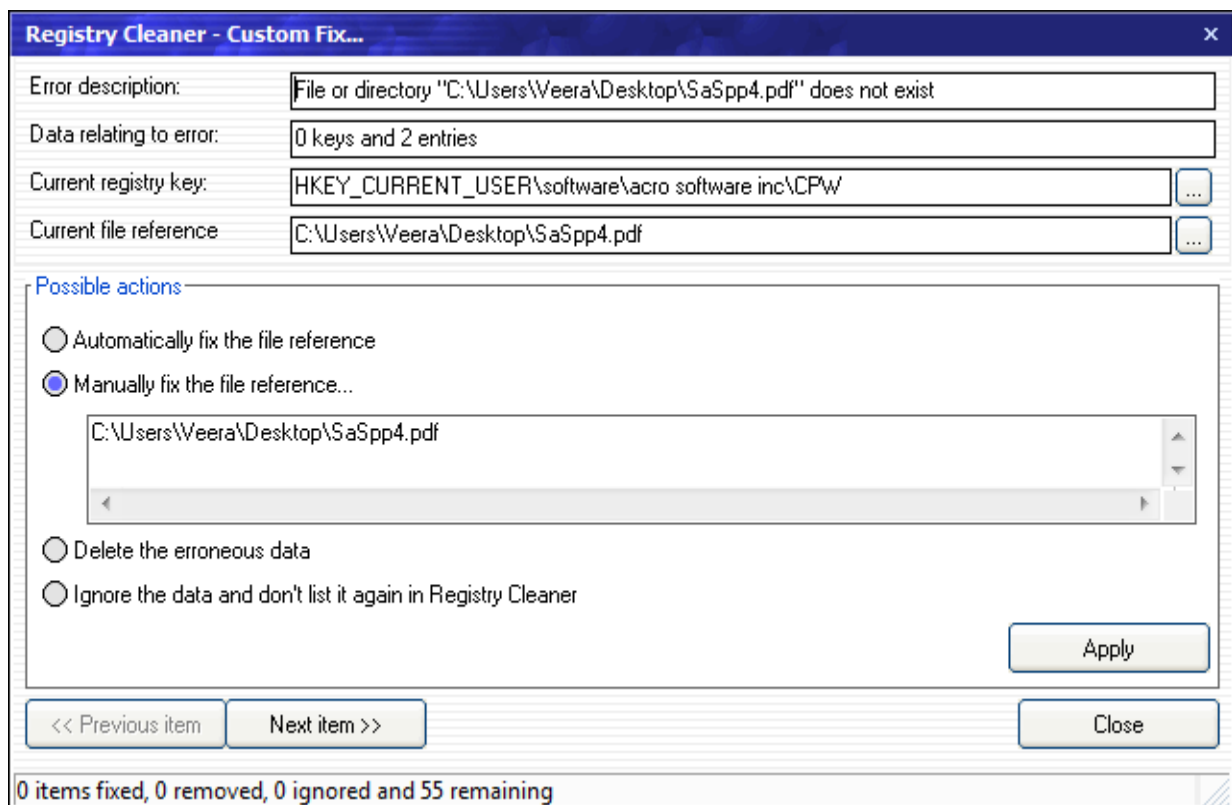 Registry Cleaner - Custom Fix...
Error description:
File or directory "C:\Users\Veera\Desktop\SaSpp4.pdf" does not exist
Data relating to error:
0 keys and 2 entries
Current registry key:
HKEY_CURRENT_USER\software\acro software inc\CPW
...
Current file reference
C:\Users\Veera\Desktop\SaSpp4.pdf
...
Possible actions
Automatically fix the file reference
Manually fix the file reference...
C:\Users\Veera\Desktop\SaSpp4.pdf
Delete the erroneous data
Ignore the data and don't list it again in Registry Cleaner
Apply
<< Previous item
Next item >>
Close
0 items fixed, 0 removed, 0 ignored and 55 remaining